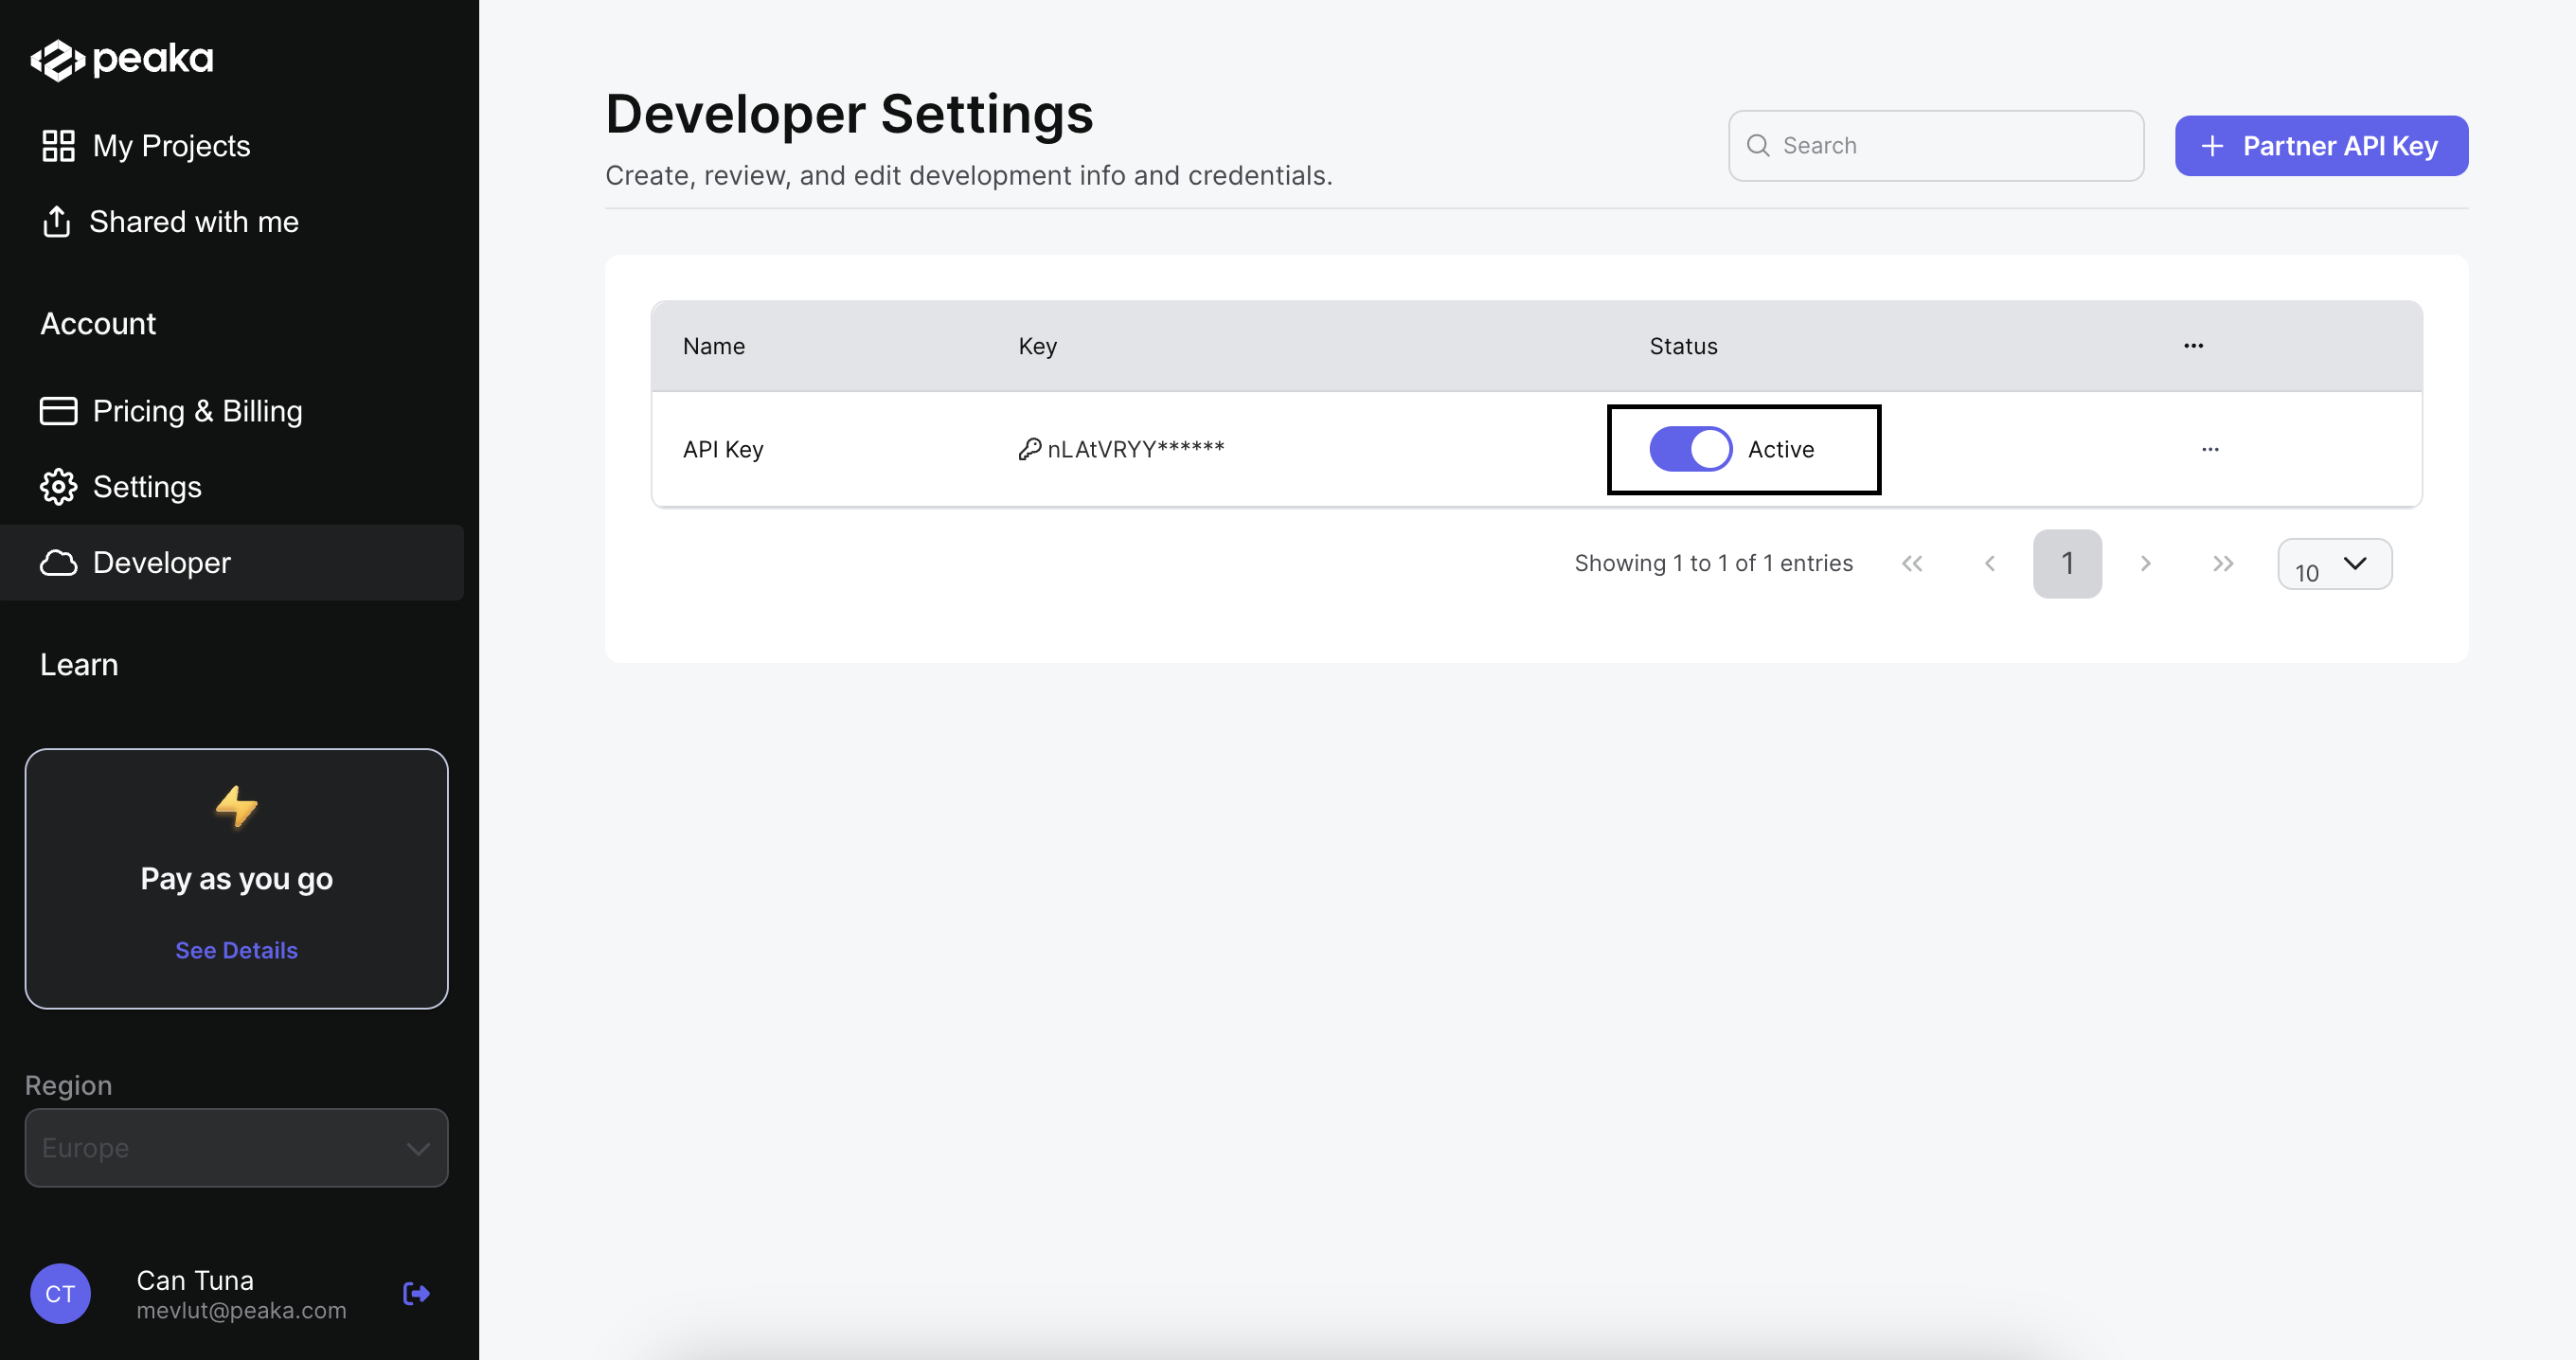 peaka
My Projects
Shared with me
Account
Pricing & Billing
Settings
Developer
Learn
Pay as you go
See Details
Region
Europe
CT
Can Tuna
mevlut@peaka.com
Developer Settings
Create, review, and edit development info and credentials.
Search
+ Partner API Key
Name Key Status ...
API Key nLAtVRYY****** Active ...
Showing 1 to 1 of 1 entries « ‹ 1 › » 10